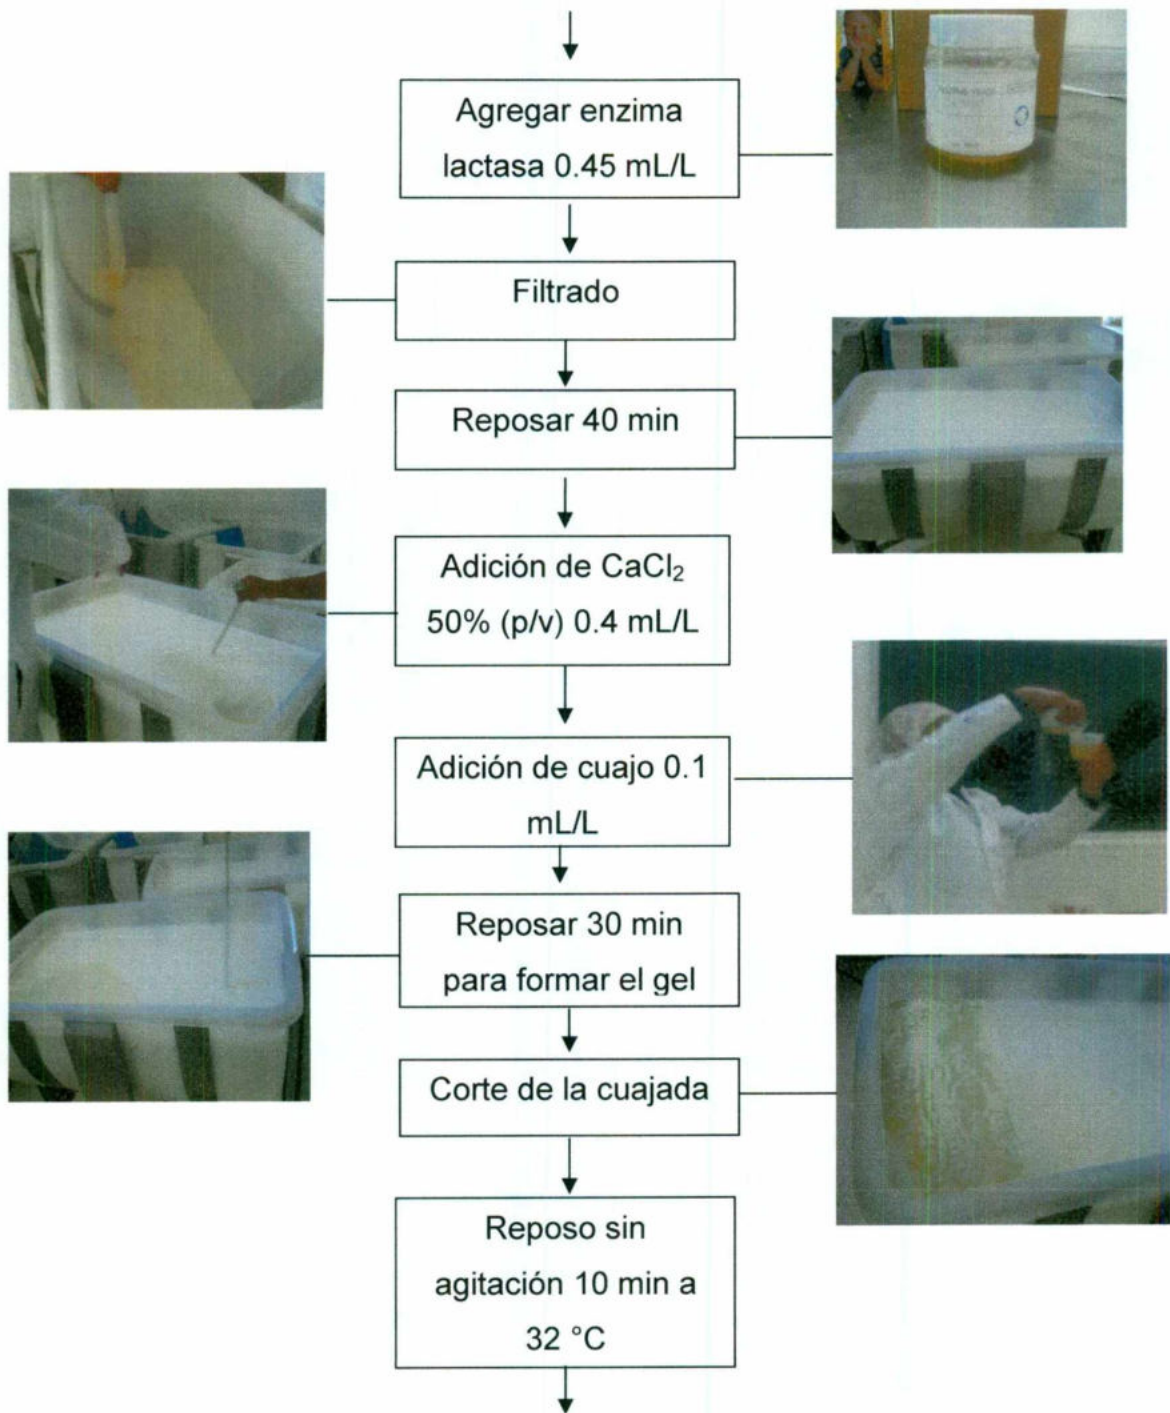 Agregar enzima
lactasa 0.45 mL/L
Filtrado
Reposar 40 min
Adición de CaCl₂
50% (p/v) 0.4 mL/L
Adición de cuajo 0.1
mL/L
Reposar 30 min
para formar el gel
Corte de la cuajada
Reposo sin
agitación 10 min a
32 °C